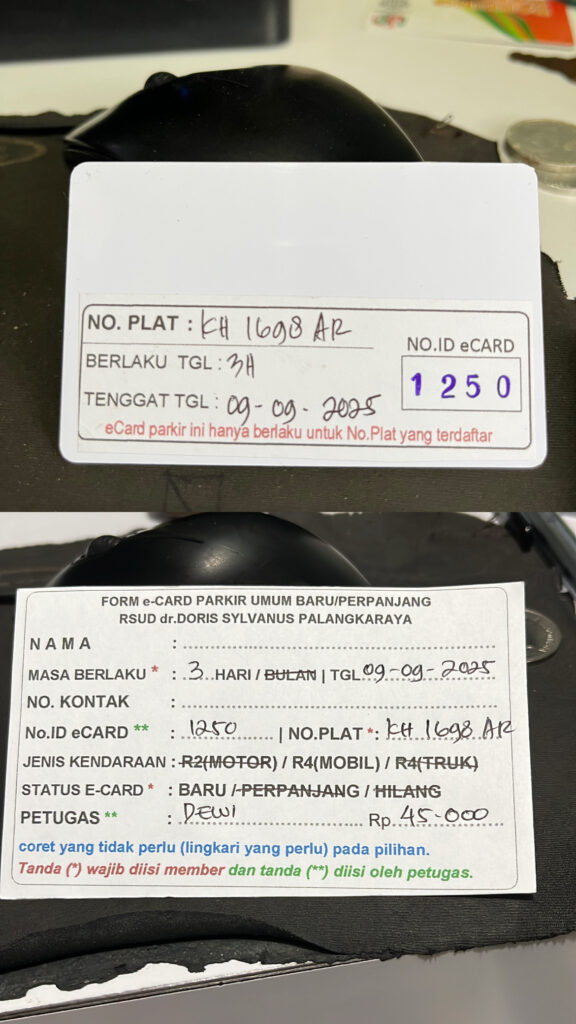 NO. PLAT : KH 1698 AR
BERLAKU TGL : 3H
NO.ID eCARD
1250
TENGGAT TGL : 09-09-2025
eCard parkir ini hanya berlaku untuk No.Plat yang terdaftar
FORM e-CARD PARKIR UMUM BARU/PERPANJANG
RSUD dr.DORIS SYLVANUS PALANGKARAYA
NAMA :
MASA BERLAKU * : 3 HARI / BULAN | TGL 09-09-2025
NO. KONTAK :
No.ID eCARD ** : 1250 | NO.PLAT *: KH 1698 AR
JENIS KENDARAAN : R2(MOTOR) / R4(MOBIL) / R4(TRUK)
STATUS E-CARD * : BARU / PERPANJANG / HILANG
PETUGAS ** : DEWI Rp. 45.000
coret yang tidak perlu (lingkari yang perlu) pada pilihan.
Tanda (*) wajib diisi member dan tanda (**) diisi oleh petugas.